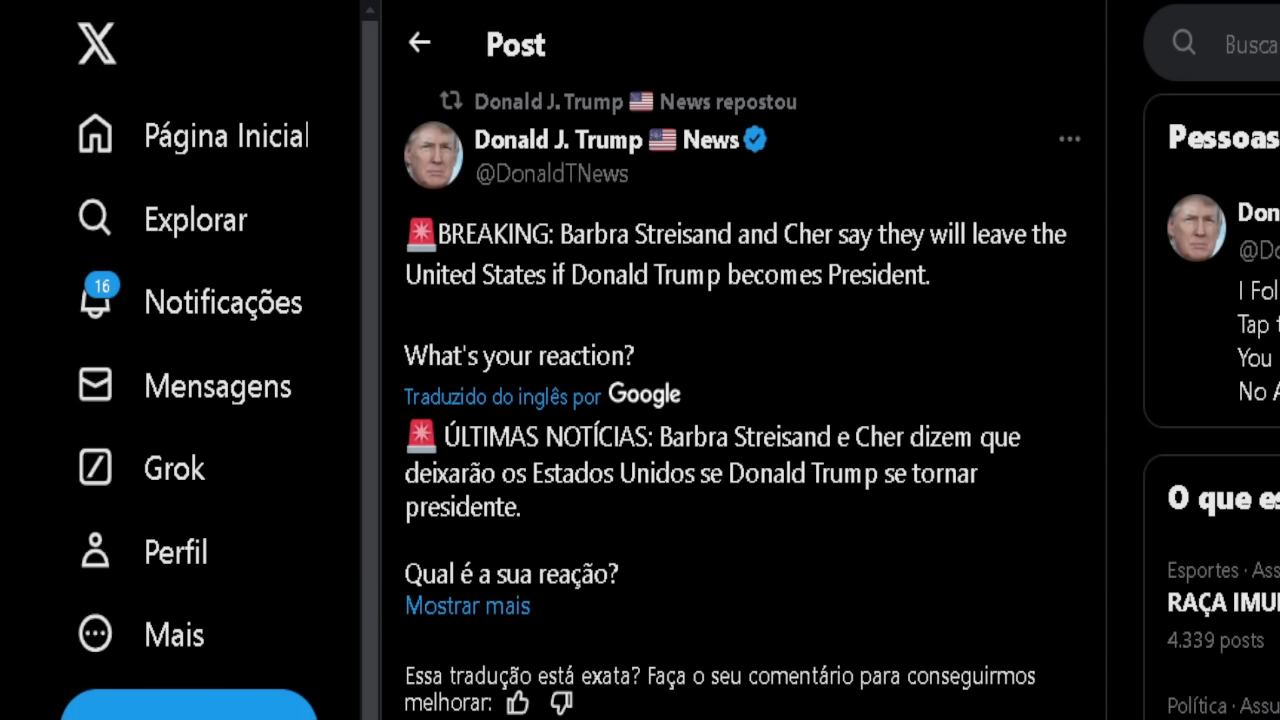 Post
Busca
Donald J. Trump 🇺🇸 News repostou
Donald J. Trump 🇺🇸 News
@DonaldTNews
🚨BREAKING: Barbra Streisand and Cher say they will leave the
United States if Donald Trump becomes President.
What's your reaction?
Traduzido do inglês por Google
🚨 ÚLTIMAS NOTÍCIAS: Barbra Streisand e Cher dizem que
deixarão os Estados Unidos se Donald Trump se tornar
presidente.
Qual é a sua reação?
Mostrar mais
Essa tradução está exata? Faça o seu comentário para conseguirmos
melhorar:
Página Inicial
Explorar
16
Notificações
Mensagens
Grok
Perfil
Mais
Pessoas
Don
@Do
I Fol
Tap t
You
No A
O que es
Esportes · Ass
RAÇA IMU
4.339 posts
Política · Assu